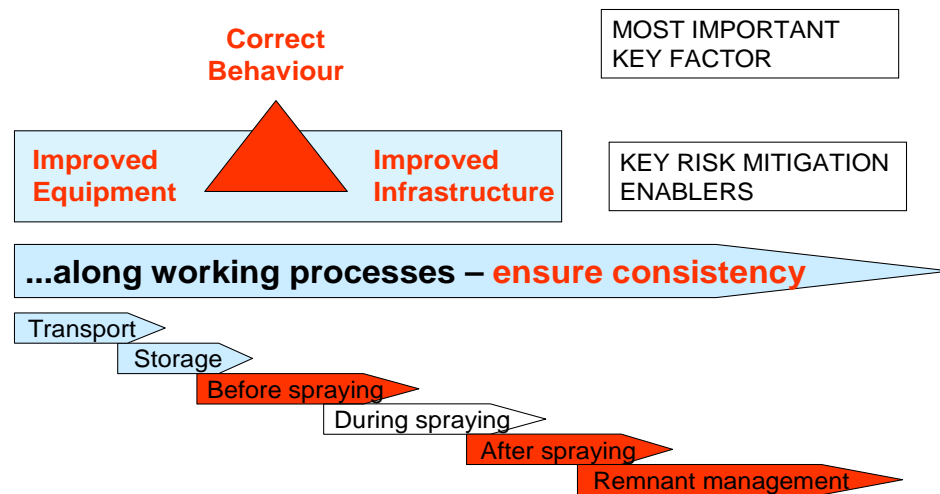 Correct
Behaviour
MOST IMPORTANT
KEY FACTOR
Improved
Equipment
Improved
Infrastructure
KEY RISK MITIGATION
ENABLERS
...along working processes – ensure consistency
Transport
Storage
Before spraying
During spraying
After spraying
Remnant management